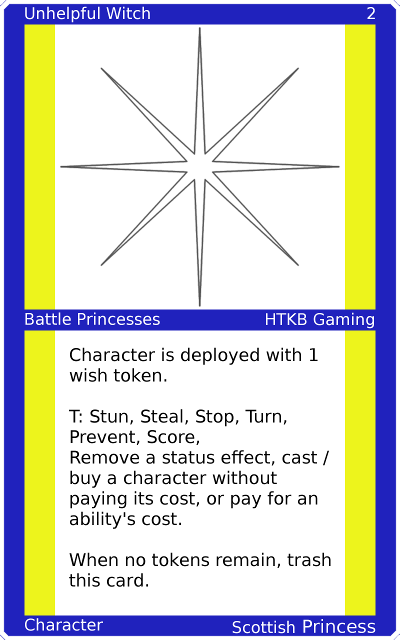 Unhelpful Witch 2
Battle Princesses HTKB Gaming
Character is deployed with 1
wish token.
T: Stun, Steal, Stop, Turn,
Prevent, Score,
Remove a status effect, cast /
buy a character without
paying its cost, or pay for an
ability's cost.
When no tokens remain, trash
this card.
Character Scottish Princess